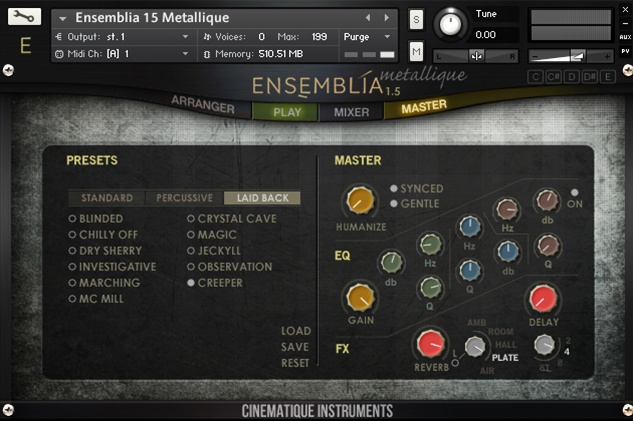 Ensemblia 15 Metallique
S
Tune
0.00
E
Output: st. 1
Voices: 0 Max: 199 Purge
Midi Ch: [A] 1
Memory: 510.51 MB
M
L R
AUX
PV
ENSEMBLIA metallique
1.5
C C# D D# E
ARRANGER PLAY MIXER MASTER
PRESETS
STANDARD PERCUSSIVE LAID BACK
BLINDED CRYSTAL CAVE
CHILLY OFF MAGIC
DRY SHERRY JECKYLL
INVESTIGATIVE OBSERVATION
MARCHING CREEPER
MC MILL
LOAD
SAVE
RESET
MASTER
SYNCED
GENTLE
HUMANIZE
Hz
db
ON
EQ
Hz
db
Hz
Q
db
Q
Q
GAIN
DELAY
FX
REVERB
AMB
ROOM
HALL
PLATE
AIR
L
2
4
8
8T
CINEMATIQUE INSTRUMENTS